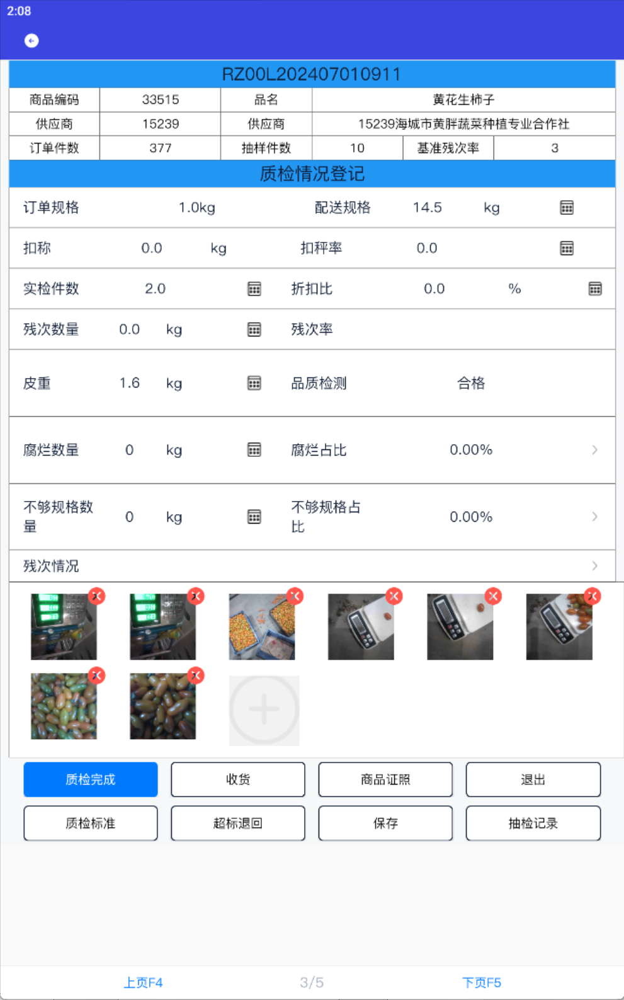 2:08
RZ00L202407010911
商品编码 33515 品名 黄花生柿子
供应商 15239 供应商 15239海城市黄胖蔬菜种植专业合作社
订单件数 377 抽样件数 10 基准残次率 3
质检情况登记
订单规格 1.0kg 配送规格 14.5 kg
扣称 0.0 kg 扣秤率 0.0
实检件数 2.0 折扣比 0.0 %
残次数量 0.0 kg 残次率
皮重 1.6 kg 品质检测 合格
腐烂数量 0 kg 腐烂占比 0.00%
不够规格数量 0 kg 不够规格占比 0.00%
残次情况
质检完成 收货 商品证照 退出
质检标准 超标退回 保存 抽检记录
上页F4 3/5 下页F5